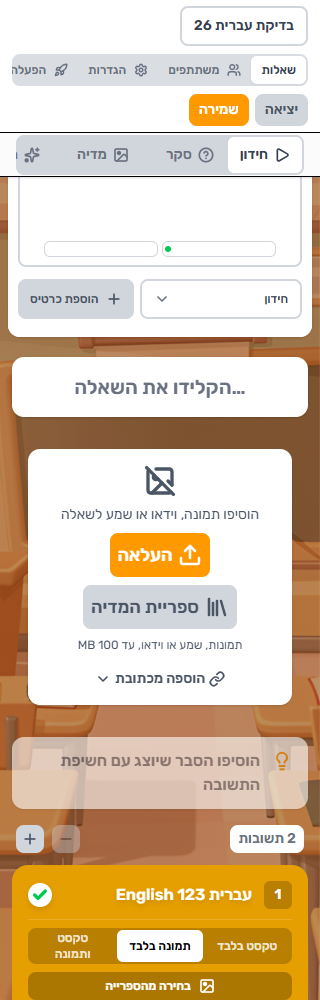 בדיקת עברית 26
שאלות משתתפים הגדרות הפעלה
יציאה שמירה
חידון סקר מדיה
חידון הוספת כרטיס
הקלידו את השאלה...
הוסיפו תמונה, וידאו או שמע לשאלה
העלאה
ספריית המדיה
תמונות, שמע או וידאו, עד 100 MB
הוספה מכתובת
הוסיפו הסבר שיוצג עם חשיפת
התשובה
2 תשובות
1 עברית 123 English
טקסט בלבד תמונה בלבד טקסט ותמונה
בחירה מהספרייה